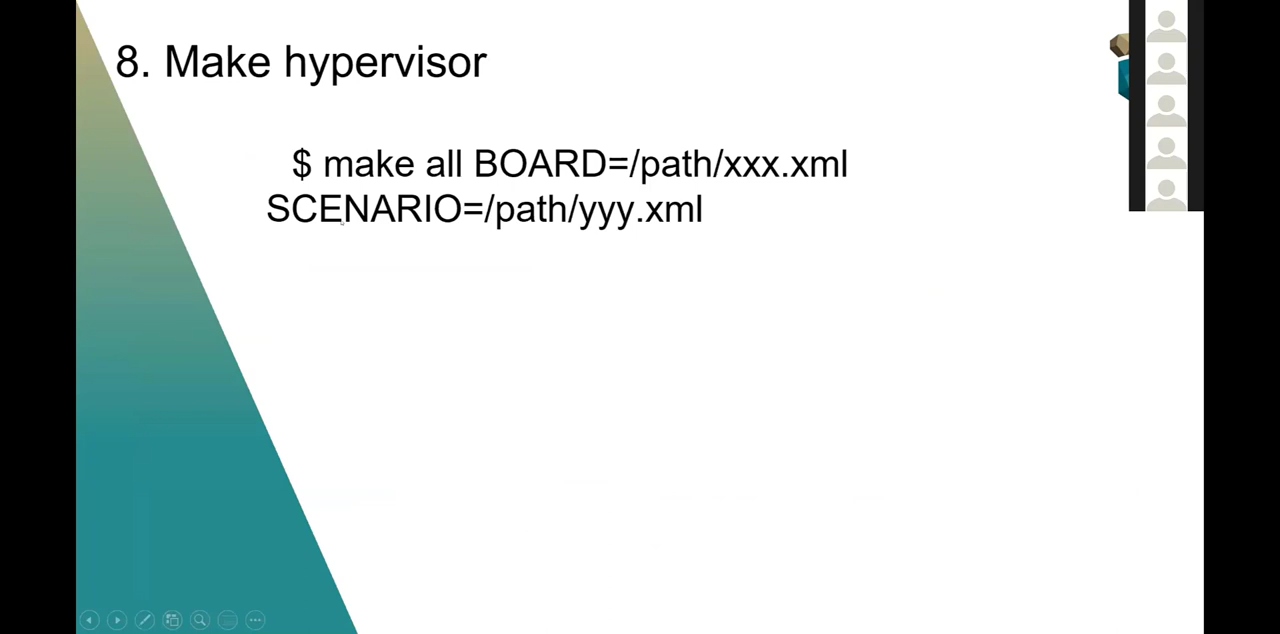 8. Make hypervisor
$ make all BOARD=/path/xxx.xml
SCENARIO=/path/yyy.xml